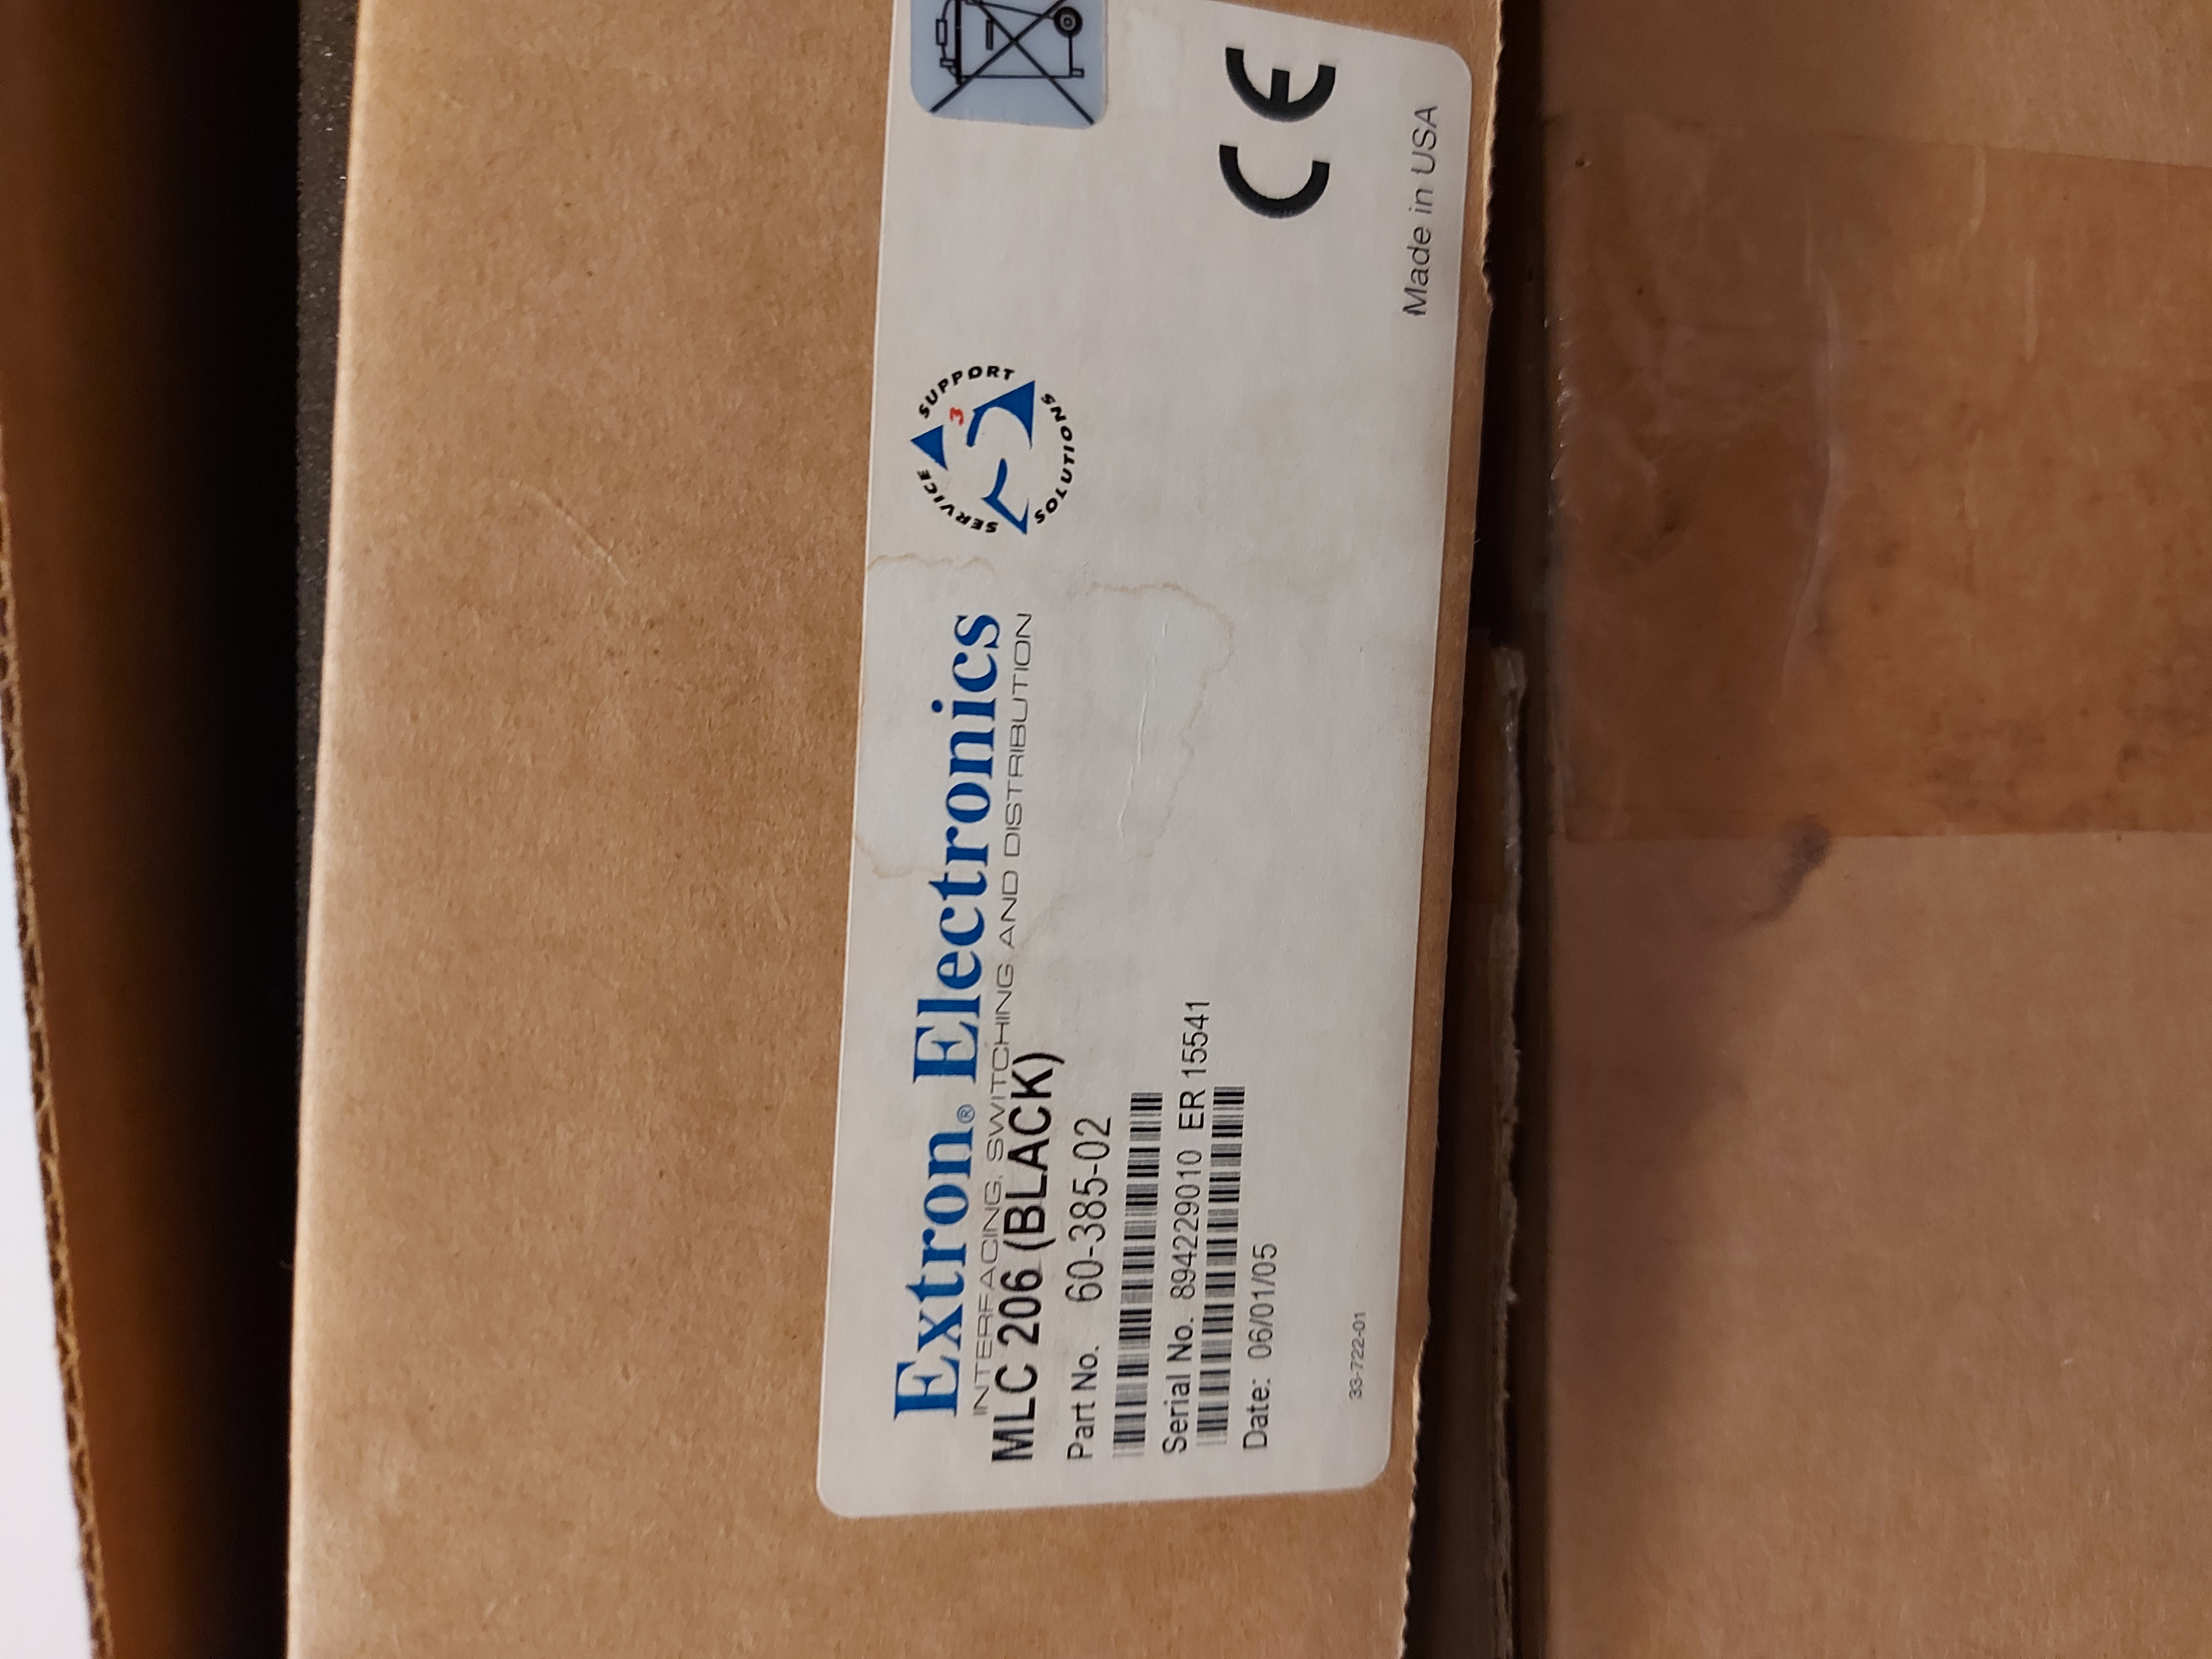 Extron® Electronics
INTERFACING, SWITCHING AND DISTRIBUTION
MLC 206 (BLACK)
Part No. 60-385-02
Serial No. 894229010 ER 15541
Date: 06/01/05
33-722-01
SERVICE SUPPORT SOLUTIONS
3
CE
Made in USA